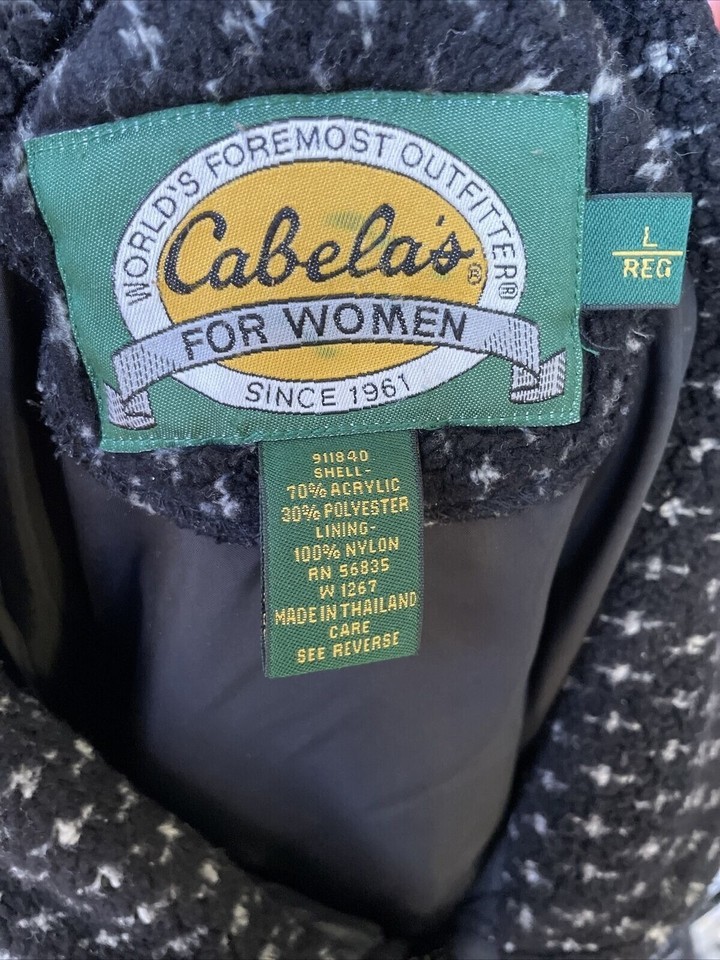 WORLD'S FOREMOST OUTFITTER®
Cabela's®
FOR WOMEN
SINCE 1961
L
REG
911840
SHELL-
70% ACRYLIC
30% POLYESTER
LINING-
100% NYLON
RN 56835
W 1267
MADE IN THAILAND
CARE
SEE REVERSE